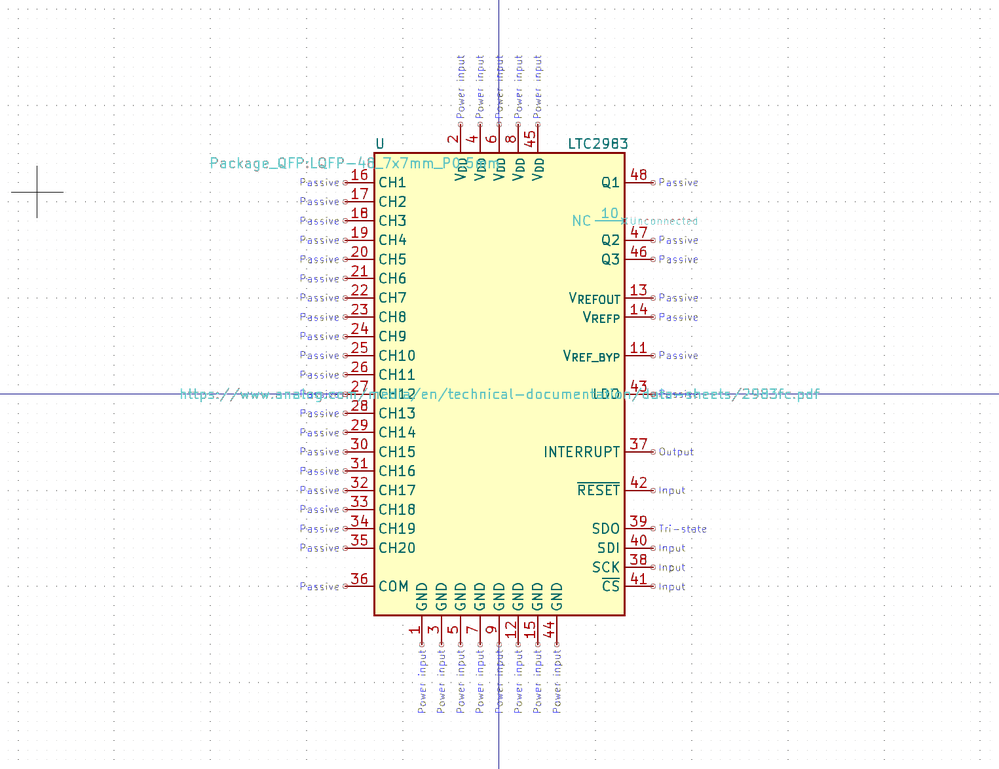 Power input Power input Power input Power input Power input
2 4 6 8 45
U LTC2983
Package_QFP:LQFP-48_7x7mm_P0.5mm
VDD VDD VDD VDD VDD
Passive 16 CH1 Q1 48 Passive
Passive 17 CH2
Passive 18 CH3 NC 10 Unconnected
Passive 19 CH4 Q2 47 Passive
Passive 20 CH5 Q3 46 Passive
Passive 21 CH6
Passive 22 CH7 VREFOUT 13 Passive
Passive 23 CH8 VREFP 14 Passive
Passive 24 CH9
Passive 25 CH10 VREF_BYP 11 Passive
Passive 26 CH11
Passive 27 CH12 LDO 43 Passive
https://www.analog.com/media/en/technical-documentation/data-sheets/2983fc.pdf
Passive 28 CH13
Passive 29 CH14
Passive 30 CH15 INTERRUPT 37 Output
Passive 31 CH16
Passive 32 CH17 RESET 42 Input
Passive 33 CH18
Passive 34 CH19 SDO 39 Tri-state
Passive 35 CH20 SDI 40 Input
SCK 38 Input
Passive 36 COM CS 41 Input
GND GND GND GND GND GND GND GND
1 3 5 7 9 12 15 44
Power input Power input Power input Power input Power input Power input Power input Power input